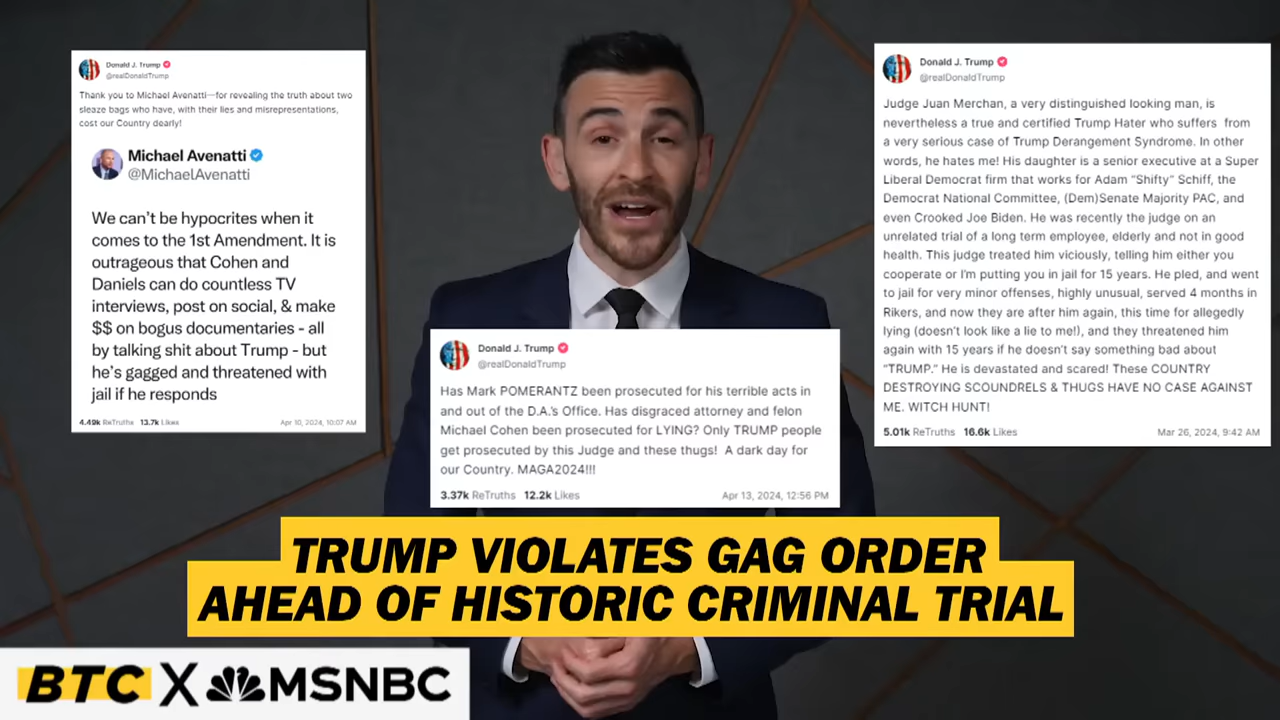 Donald J. Trump
@realDonaldTrump
Thank you to Michael Avenatti—for revealing the truth about two
sleaze bags who have, with their lies and misrepresentations,
cost our Country dearly!
Michael Avenatti
@MichaelAvenatti
We can't be hypocrites when it
comes to the 1st Amendment. It is
outrageous that Cohen and
Daniels can do countless TV
interviews, post on social, & make
$$ on bogus documentaries - all
by talking shit about Trump - but
he's gagged and threatened with
jail if he responds
4.49k ReTruths 13.7k Likes Apr 10, 2024, 10:07 AM
Donald J. Trump
@realDonaldTrump
Has Mark POMERANTZ been prosecuted for his terrible acts in
and out of the D.A.'s Office. Has disgraced attorney and felon
Michael Cohen been prosecuted for LYING? Only TRUMP people
get prosecuted by this Judge and these thugs! A dark day for
our Country. MAGA2024!!!
3.37k ReTruths 12.2k Likes Apr 13, 2024, 12:56 PM
Donald J. Trump
@realDonaldTrump
Judge Juan Merchan, a very distinguished looking man, is
nevertheless a true and certified Trump Hater who suffers from
a very serious case of Trump Derangement Syndrome. In other
words, he hates me! His daughter is a senior executive at a Super
Liberal Democrat firm that works for Adam "Shifty" Schiff, the
Democrat National Committee, (Dem)Senate Majority PAC, and
even Crooked Joe Biden. He was recently the judge on an
unrelated trial of a long term employee, elderly and not in good
health. This judge treated him viciously, telling him either you
cooperate or I'm putting you in jail for 15 years. He pled, and went
to jail for very minor offenses, highly unusual, served 4 months in
Rikers, and now they are after him again, this time for allegedly
lying (doesn't look like a lie to me!), and they threatened him
again with 15 years if he doesn't say something bad about
"TRUMP." He is devastated and scared! These COUNTRY
DESTROYING SCOUNDRELS & THUGS HAVE NO CASE AGAINST
ME. WITCH HUNT!
5.01k ReTruths 16.6k Likes Mar 26, 2024, 9:42 AM
TRUMP VIOLATES GAG ORDER
AHEAD OF HISTORIC CRIMINAL TRIAL
BTC X MSNBC